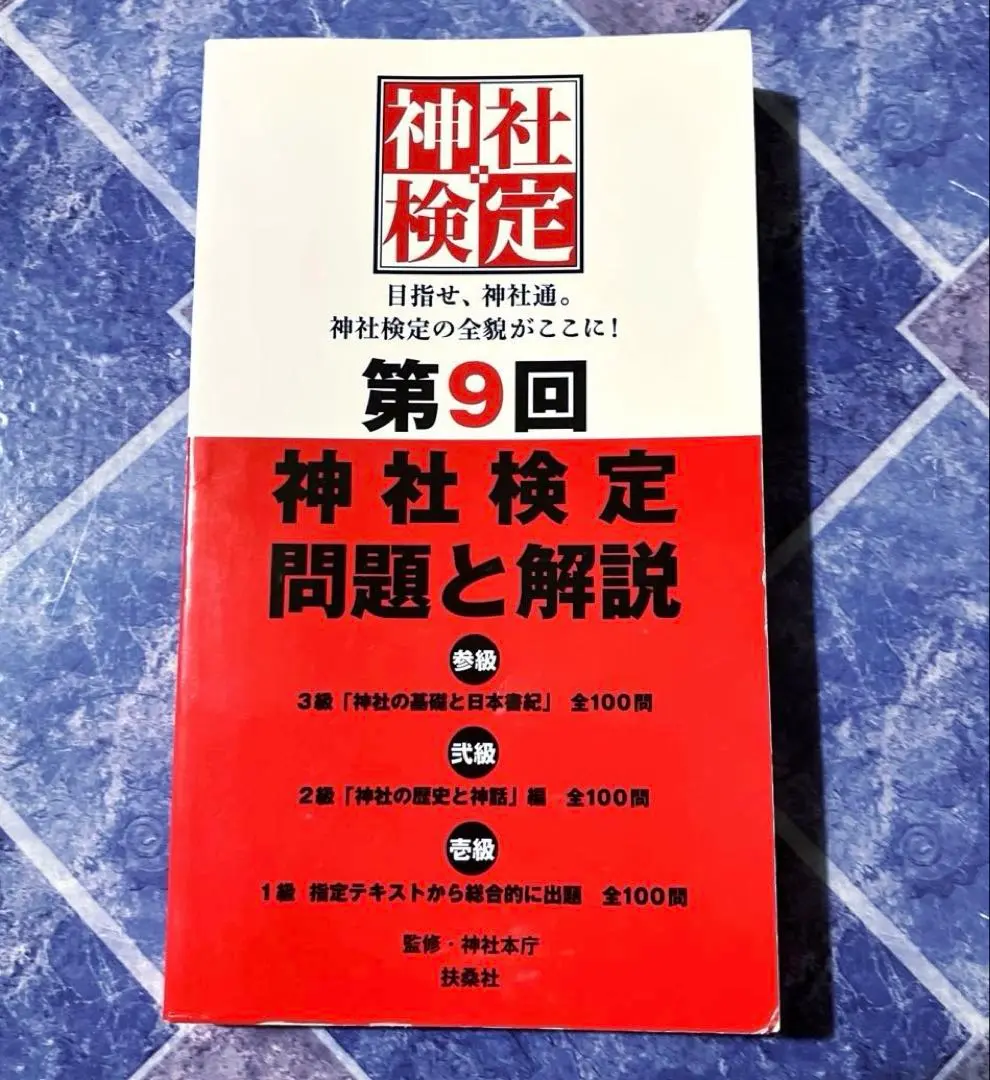 神社
検定
目指せ、神社通。
神社検定の全貌がここに！
第9回
神社検定
問題と解説
参級
3級「神社の基礎と日本書紀」 全100問
弐級
2級「神社の歴史と神話」編 全100問
壱級
1級 指定テキストから総合的に出題 全100問
監修・神社本庁
扶桑社